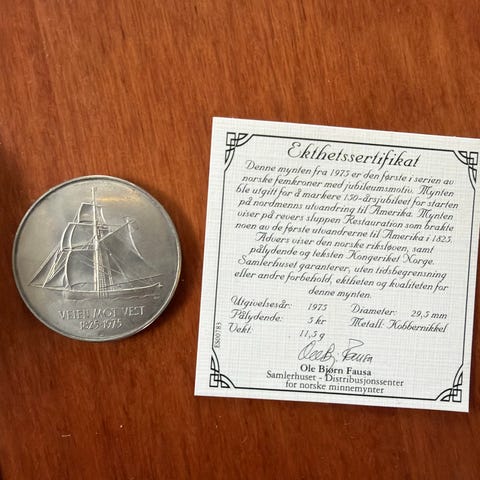 VEIEN MOT VEST
1825-1975
Ekthetssertifikat
Denne mynten fra 1975 er den første i serien av
norske femkroner med jubileumsmotiv. Mynten
ble utgitt for å markere 150-årsjubileet for starten
på nordmenns utvandring til Amerika. Mynten
viser på revers sluppen Restauration som brakte
noen av de første utvandrerne til Amerika i 1825.
Advers viser den norske riksløven, samt
pålydende og teksten Kongeriket Norge.
Samlerhuset garanterer, uten tidsbegrensning
eller andre forbehold, ektheten og kvaliteten for
denne mynten.
Utgivelsesår: 1975 Diameter: 29,5 mm
Pålydende: 5 kr Metall: Kobbernikkel
Vekt: 11,5 g
ES00783
Ole Bj. Fausa
Ole Bjørn Fausa
Samlerhuset - Distribusjonssenter
for norske minnemynter